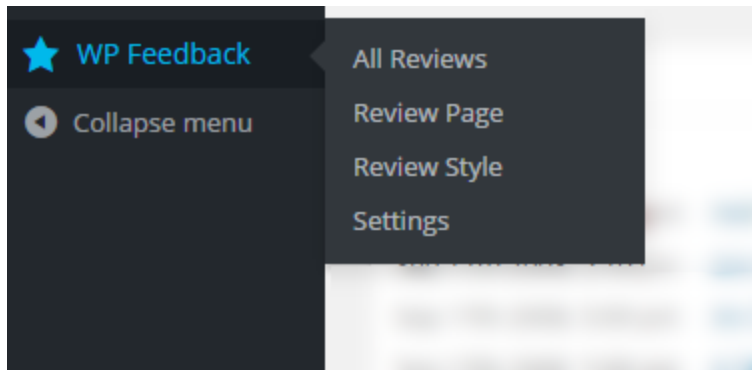 WP Feedback
Collapse menu
All Reviews
Review Page
Review Style
Settings